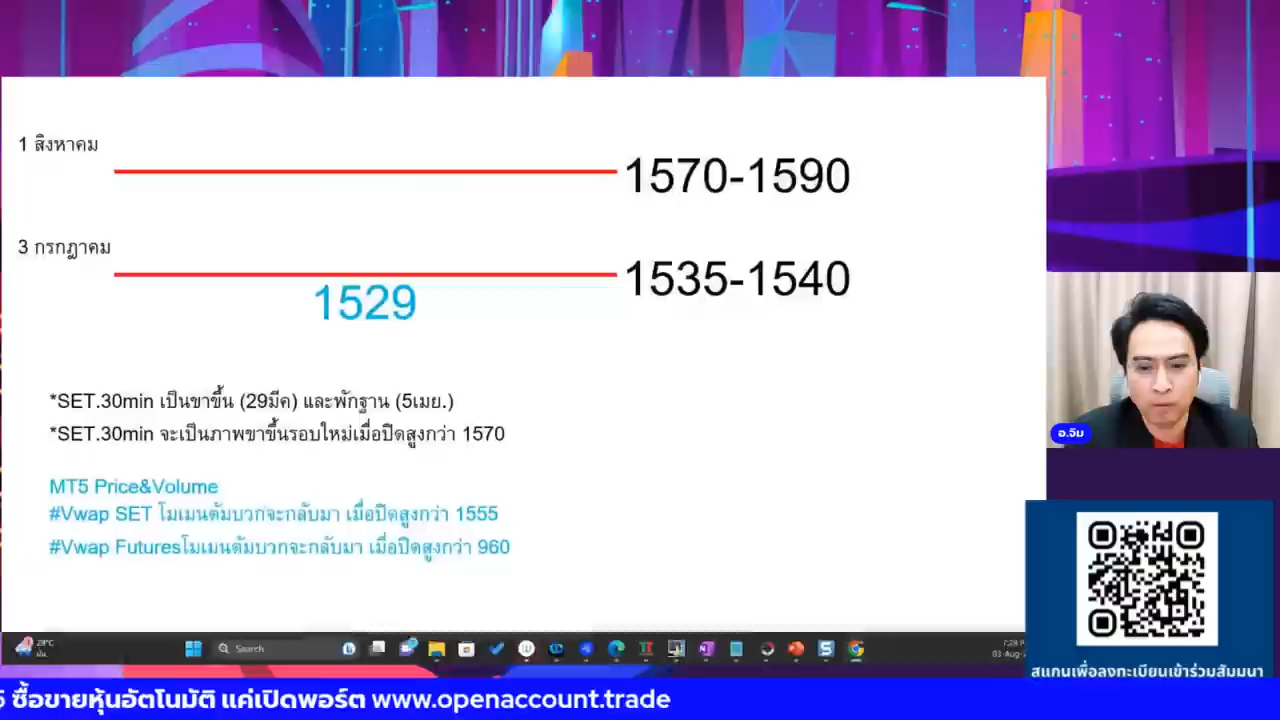 1 สิงหาคม
1570-1590
3 กรกฎาคม
1535-1540
1529
*SET.30min เป็นขาขึ้น (29มีค) และพักฐาน (5เมย.)
*SET.30min จะเป็นภาพขาขึ้นรอบใหม่เมื่อปิดสูงกว่า 1570
MT5 Price&Volume
#Vwap SET โมเมนตัมบวกจะกลับมา เมื่อปิดสูงกว่า 1555
#Vwap Futuresโมเมนตัมบวกจะกลับมา เมื่อปิดสูงกว่า 960
อ.จิม
Search
สแกนเพื่อลงทะเบียนเข้าร่วมสัมมนา
5 ซื้อขายหุ้นอัตโนมัติ แค่เปิดพอร์ต www.openaccount.trade